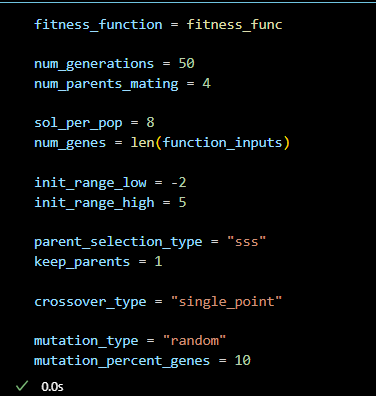 fitness_function = fitness_func
num_generations = 50
num_parents_mating = 4
sol_per_pop = 8
num_genes = len(function_inputs)
init_range_low = -2
init_range_high = 5
parent_selection_type = "sss"
keep_parents = 1
crossover_type = "single_point"
mutation_type = "random"
mutation_percent_genes = 10
0.0s